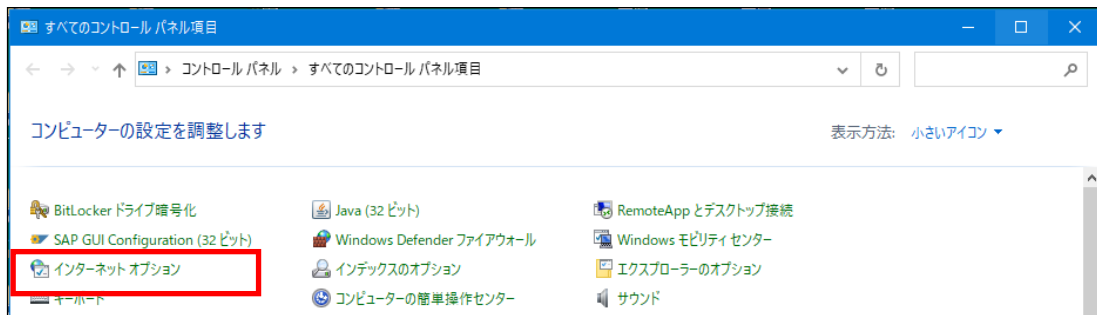 すべてのコントロール パネル項目
コントロール パネル › すべてのコントロール パネル項目
コンピューターの設定を調整します
表示方法: 小さいアイコン
BitLocker ドライブ暗号化 Java (32 ビット) RemoteApp とデスクトップ接続
SAP GUI Configuration (32 ビット) Windows Defender ファイアウォール Windows モビリティ センター
インターネット オプション インデックスのオプション エクスプローラーのオプション
キーボード コンピューターの簡単操作センター サウンド